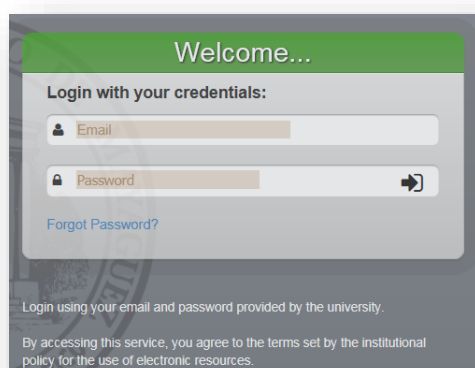 Welcome...
Login with your credentials:
Email
Password
Forgot Password?
Login using your email and password provided by the university.
By accessing this service, you agree to the terms set by the institutional
policy for the use of electronic resources.